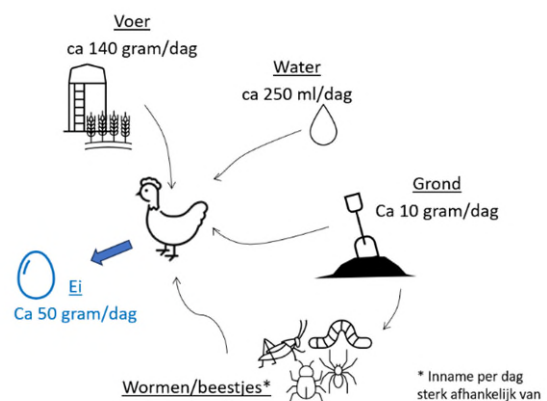 Voer
ca 140 gram/dag
Water
ca 250 ml/dag
Grond
Ca 10 gram/dag
Ei
Ca 50 gram/dag
Wormen/beestjes*
* Inname per dag
sterk afhankelijk van